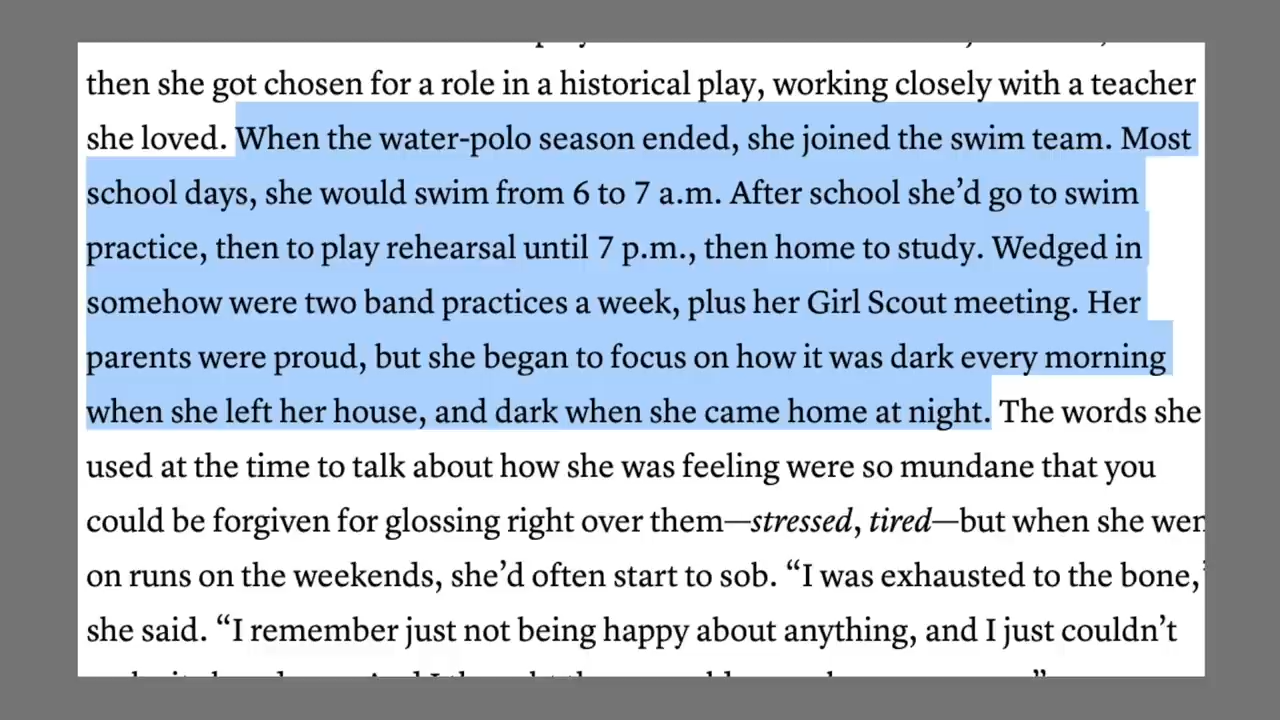 then she got chosen for a role in a historical play, working closely with a teacher
she loved. When the water-polo season ended, she joined the swim team. Most
school days, she would swim from 6 to 7 a.m. After school she’d go to swim
practice, then to play rehearsal until 7 p.m., then home to study. Wedged in
somehow were two band practices a week, plus her Girl Scout meeting. Her
parents were proud, but she began to focus on how it was dark every morning
when she left her house, and dark when she came home at night. The words she
used at the time to talk about how she was feeling were so mundane that you
could be forgiven for glossing right over them—stressed, tired—but when she wen
on runs on the weekends, she’d often start to sob. “I was exhausted to the bone,”
she said. “I remember just not being happy about anything, and I just couldn’t